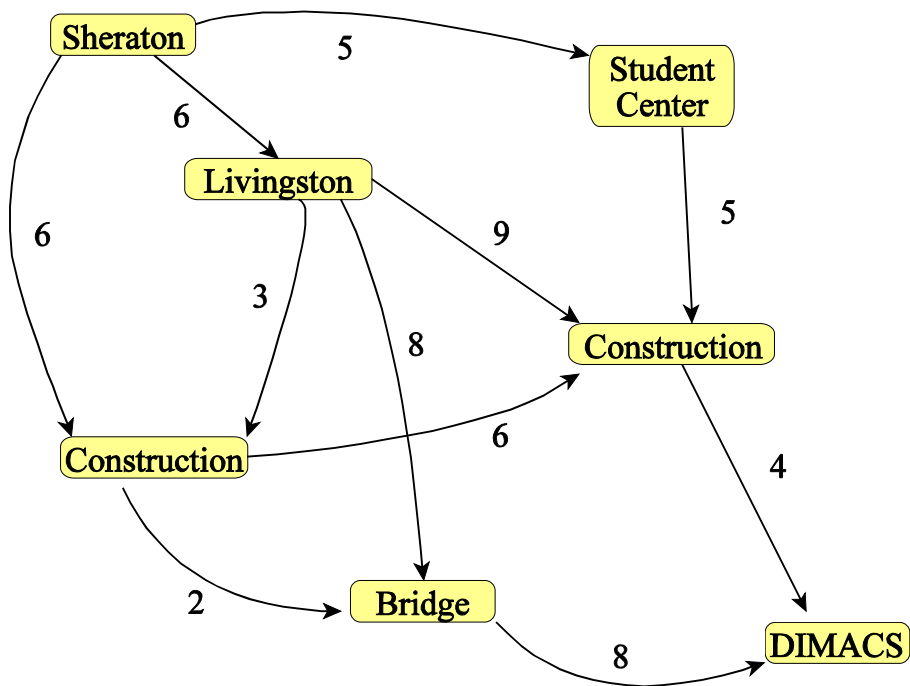 Sheraton
5
Student
Center
6
Livingston
5
6
9
3
8
Construction
6
Construction
4
2
Bridge
8
DIMACS